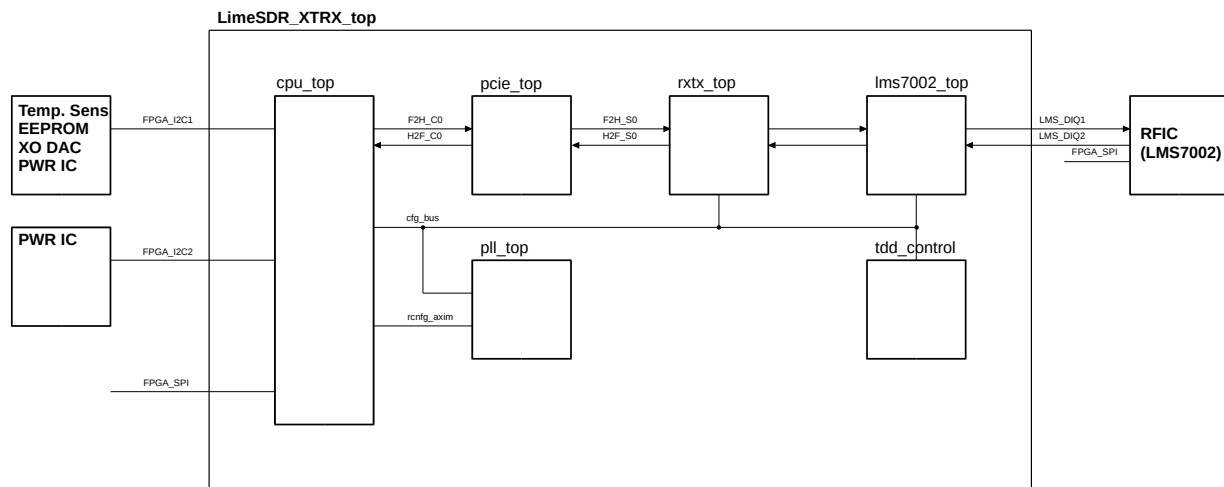 LimeSDR_XTRX_top
cpu_top
pcie_top
rxtx_top
lms7002_top
Temp. Sens
EEPROM
XO DAC
PWR IC
FPGA_I2C1
F2H_C0
H2F_C0
F2H_S0
H2F_S0
LMS_DIQ1
LMS_DIQ2
FPGA_SPI
RFIC
(LMS7002)
cfg_bus
PWR IC
FPGA_I2C2
pll_top
tdd_control
rcnfg_axim
FPGA_SPI